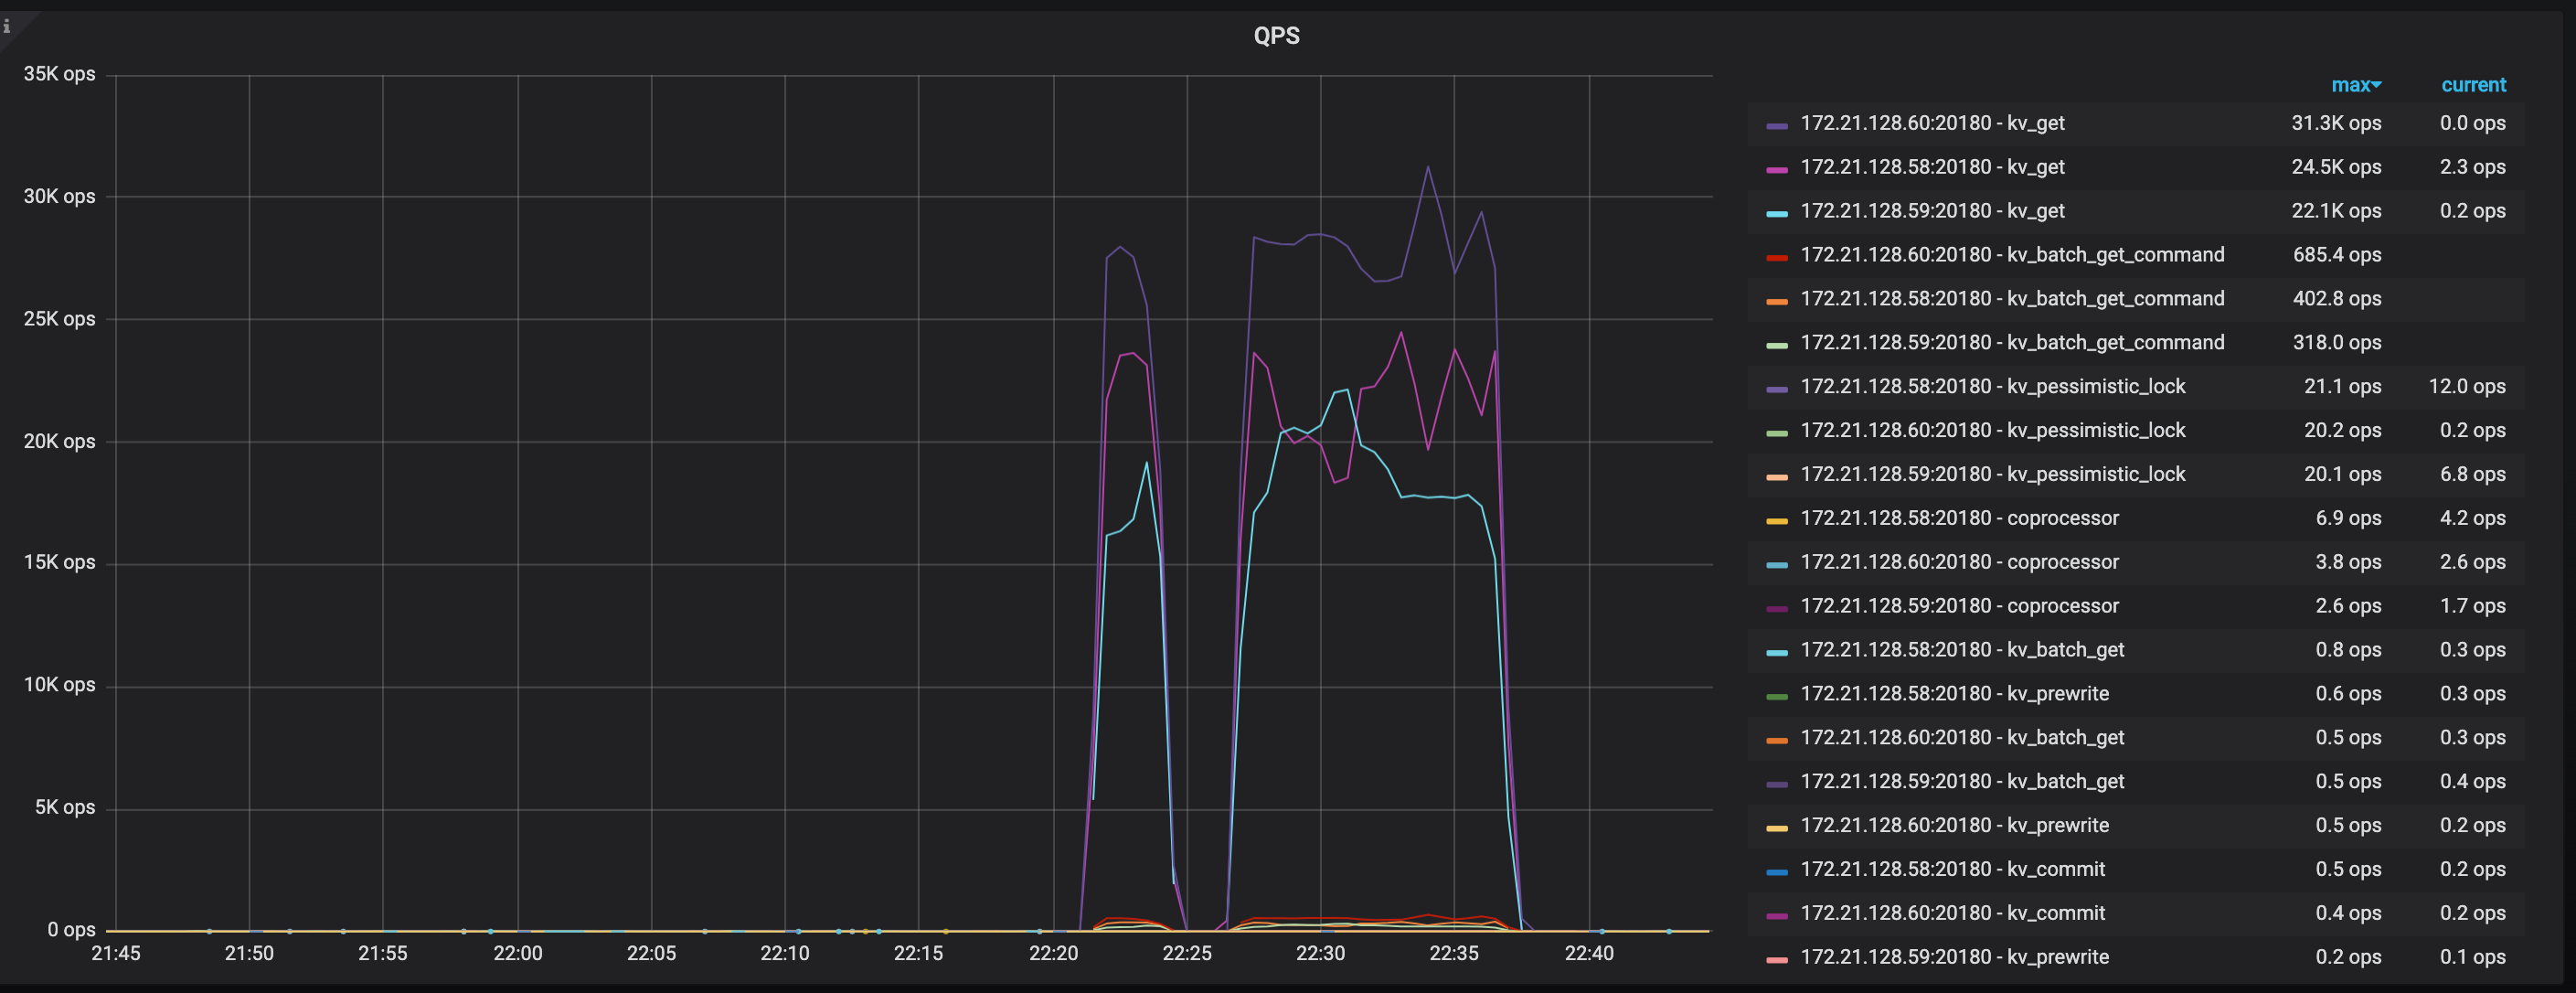 i
QPS
35K ops
30K ops
25K ops
20K ops
15K ops
10K ops
5K ops
0 ops
21:45 21:50 21:55 22:00 22:05 22:10 22:15 22:20 22:25 22:30 22:35 22:40
max current
172.21.128.60:20180 - kv_get 31.3K ops 0.0 ops
172.21.128.58:20180 - kv_get 24.5K ops 2.3 ops
172.21.128.59:20180 - kv_get 22.1K ops 0.2 ops
172.21.128.60:20180 - kv_batch_get_command 685.4 ops
172.21.128.58:20180 - kv_batch_get_command 402.8 ops
172.21.128.59:20180 - kv_batch_get_command 318.0 ops
172.21.128.58:20180 - kv_pessimistic_lock 21.1 ops 12.0 ops
172.21.128.60:20180 - kv_pessimistic_lock 20.2 ops 0.2 ops
172.21.128.59:20180 - kv_pessimistic_lock 20.1 ops 6.8 ops
172.21.128.58:20180 - coprocessor 6.9 ops 4.2 ops
172.21.128.60:20180 - coprocessor 3.8 ops 2.6 ops
172.21.128.59:20180 - coprocessor 2.6 ops 1.7 ops
172.21.128.58:20180 - kv_batch_get 0.8 ops 0.3 ops
172.21.128.58:20180 - kv_prewrite 0.6 ops 0.3 ops
172.21.128.60:20180 - kv_batch_get 0.5 ops 0.3 ops
172.21.128.59:20180 - kv_batch_get 0.5 ops 0.4 ops
172.21.128.60:20180 - kv_prewrite 0.5 ops 0.2 ops
172.21.128.58:20180 - kv_commit 0.5 ops 0.2 ops
172.21.128.60:20180 - kv_commit 0.4 ops 0.2 ops
172.21.128.59:20180 - kv_prewrite 0.2 ops 0.1 ops